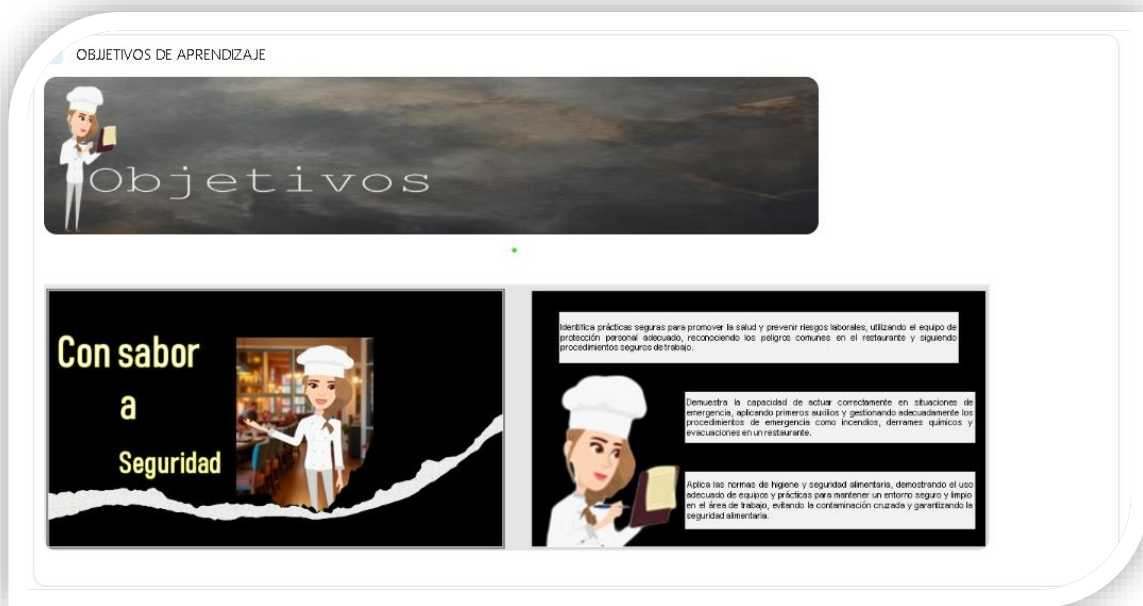 OBJJETIVOS DE APRENDIZAJE
Objetivos
Con sabor
a
Seguridad
Identifica prácticas seguras para promover la salud y prevenir riesgos laborales, utilizando el equipo de
protección personal adecuado, reconociendo los peligros comunes en el restaurante y siguiendo
procedimientos seguros de trabajo.
Demuestra la capacidad de actuar correctamente en situaciones de
emergencia, aplicando primeros auxilios y gestionando adecuadamente los
procedimientos de emergencia como incendios, derrames químicos y
evacuaciones en un restaurante.
Aplica las normas de higiene y seguridad alimentaria, demostrando el uso
adecuado de equipos y prácticas para mantener un entorno seguro y limpio
en el área de trabajo, evitando la contaminación cruzada y garantizando la
seguridad alimentaria.